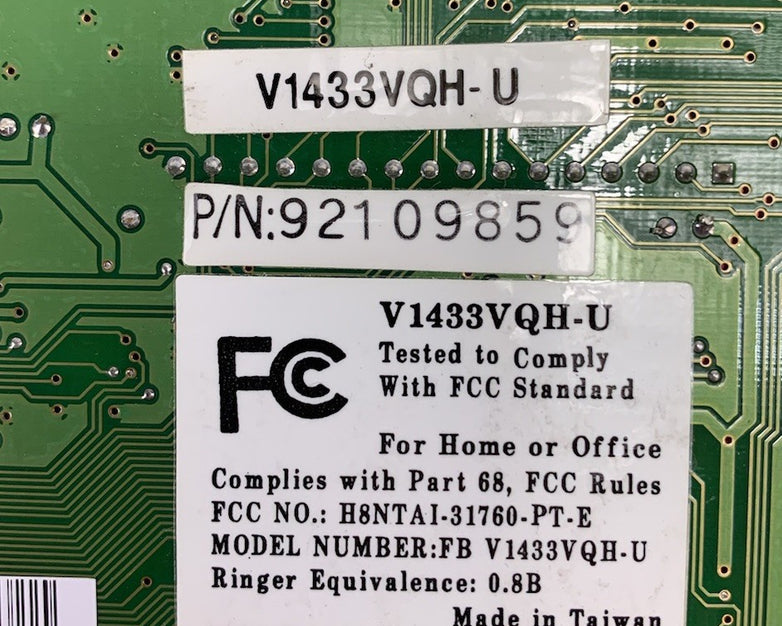 V1433VQH-U
P/N:92109859
V1433VQH-U
FC
Tested to Comply
With FCC Standard
For Home or Office
Complies with Part 68, FCC Rules
FCC NO.: H8NTAI-31760-PT-E
MODEL NUMBER:FB V1433VQH-U
Ringer Equivalence: 0.8B
Made in Taiwan